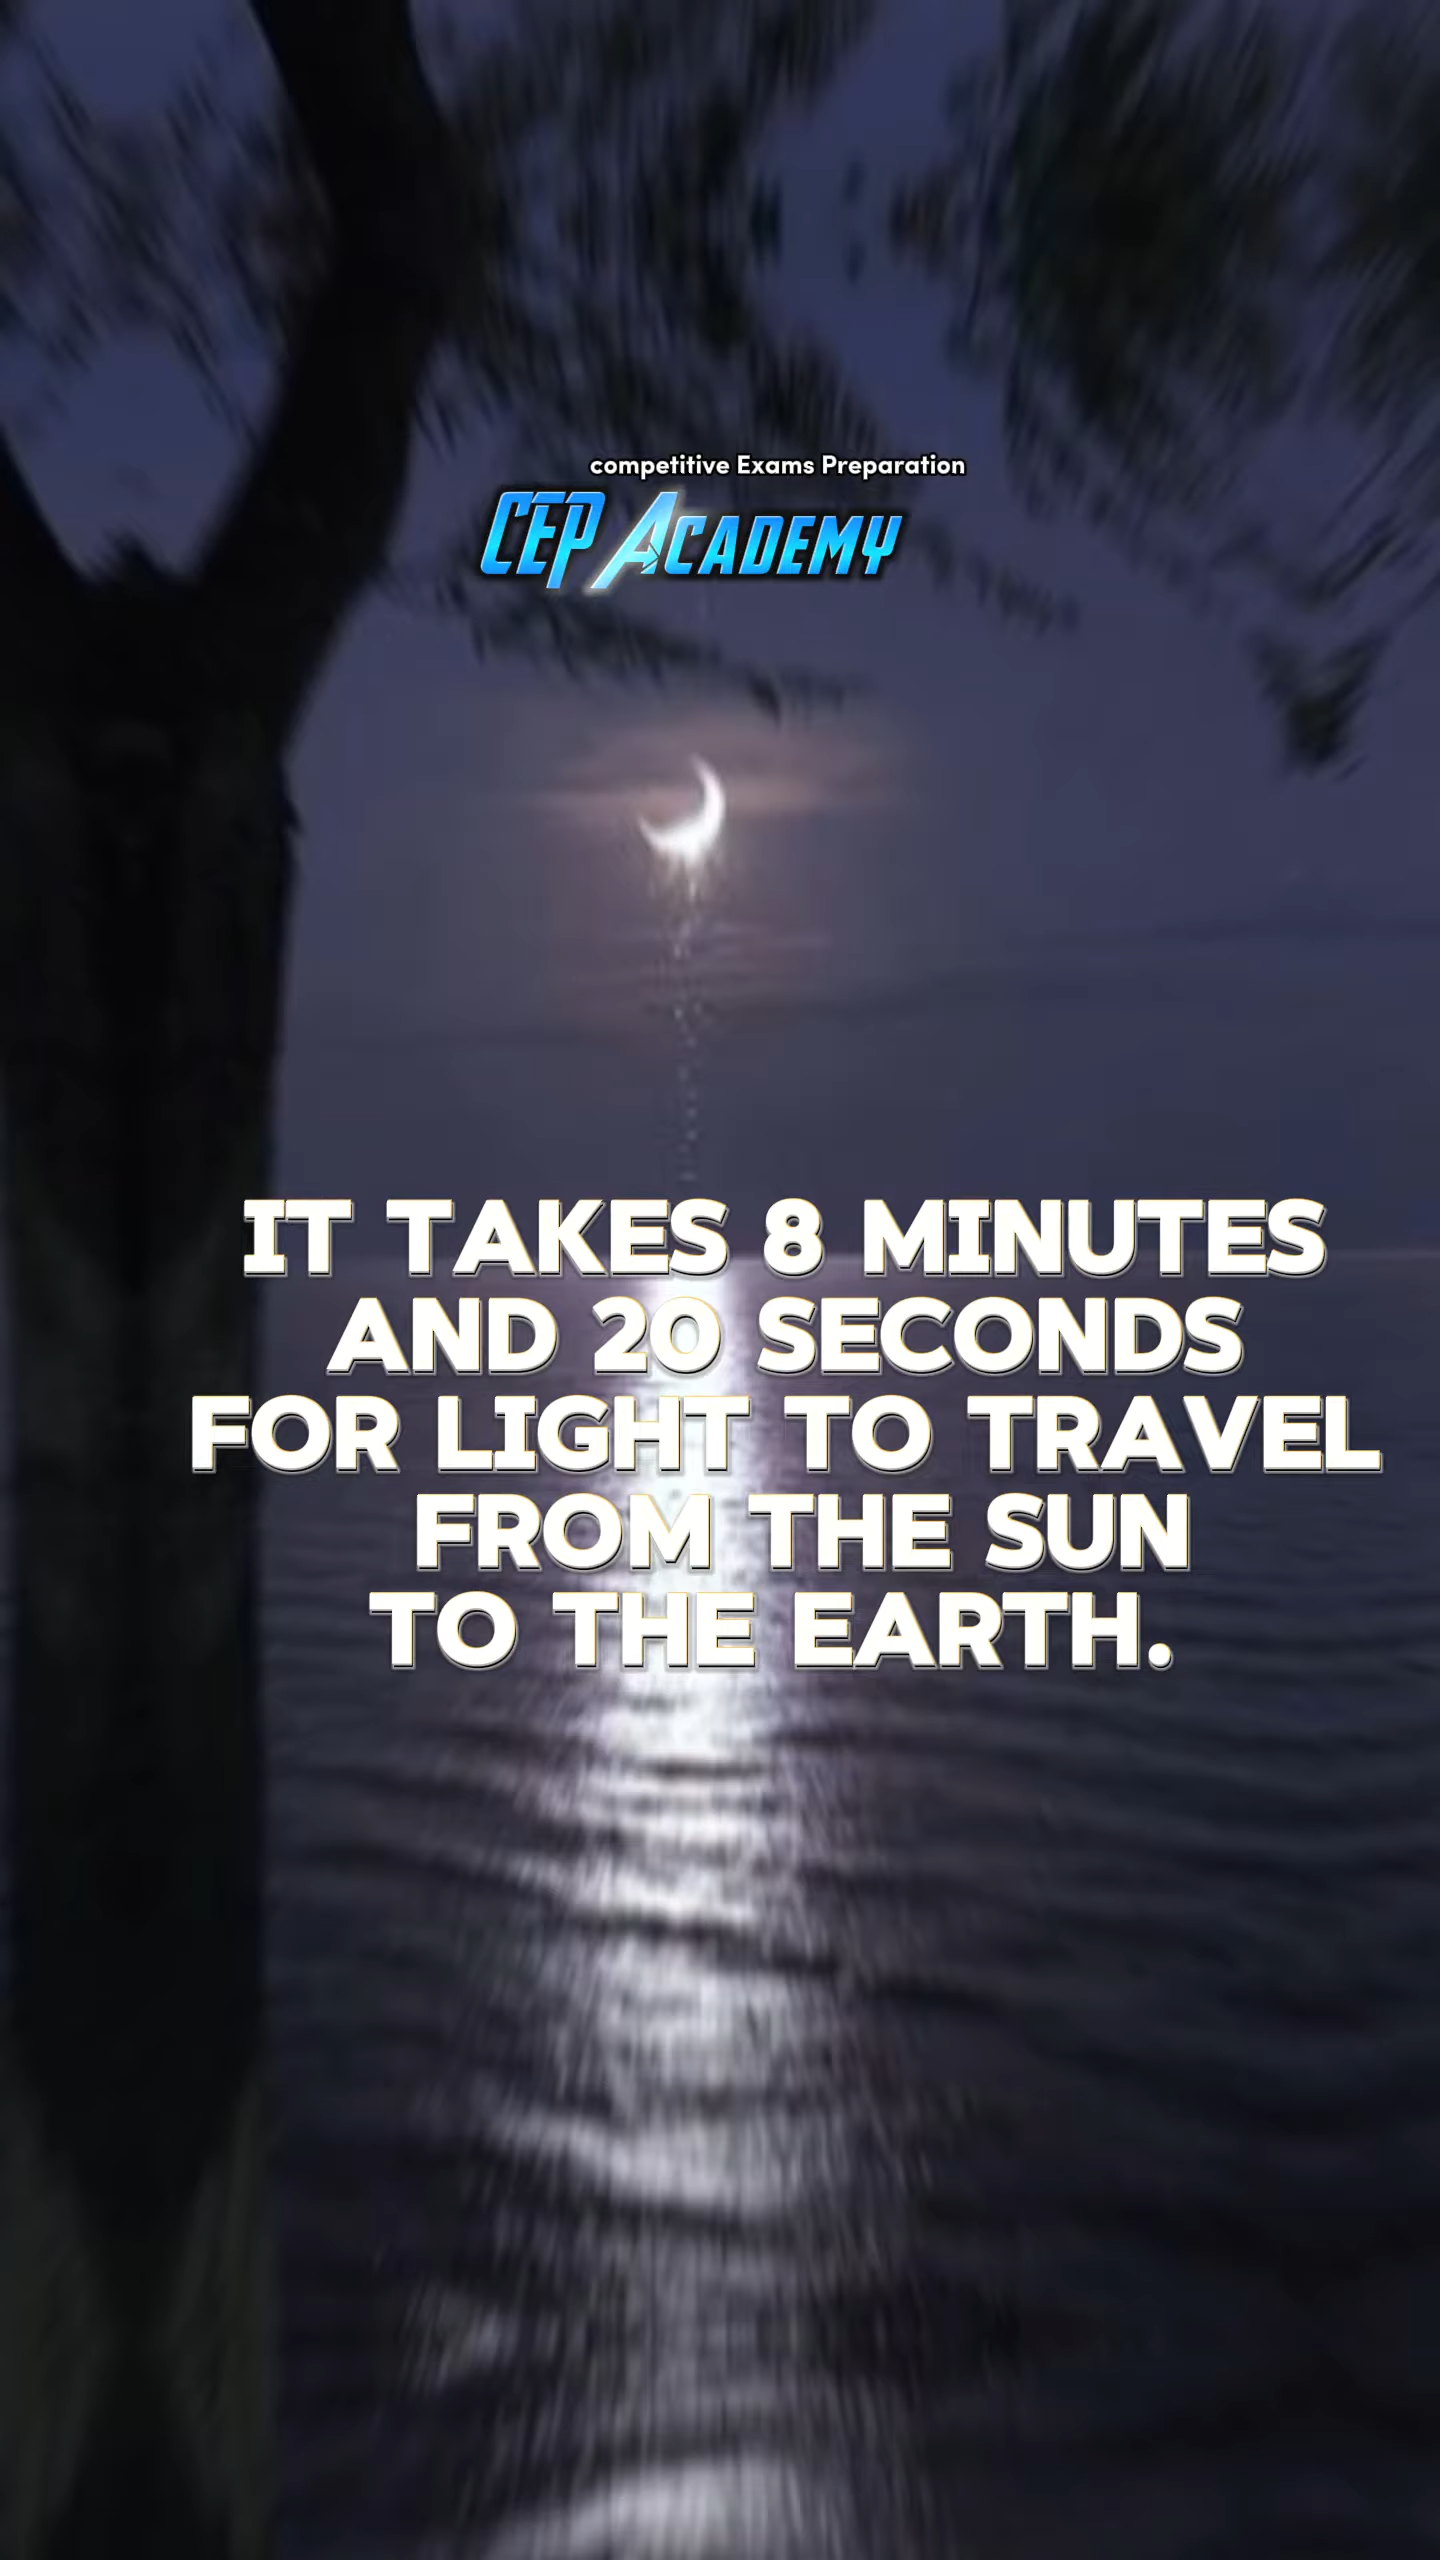 competitive Exams Preparation
CEP ACADEMY
IT TAKES 8 MINUTES
AND 20 SECONDS
FOR LIGHT TO TRAVEL
FROM THE SUN
TO THE EARTH.